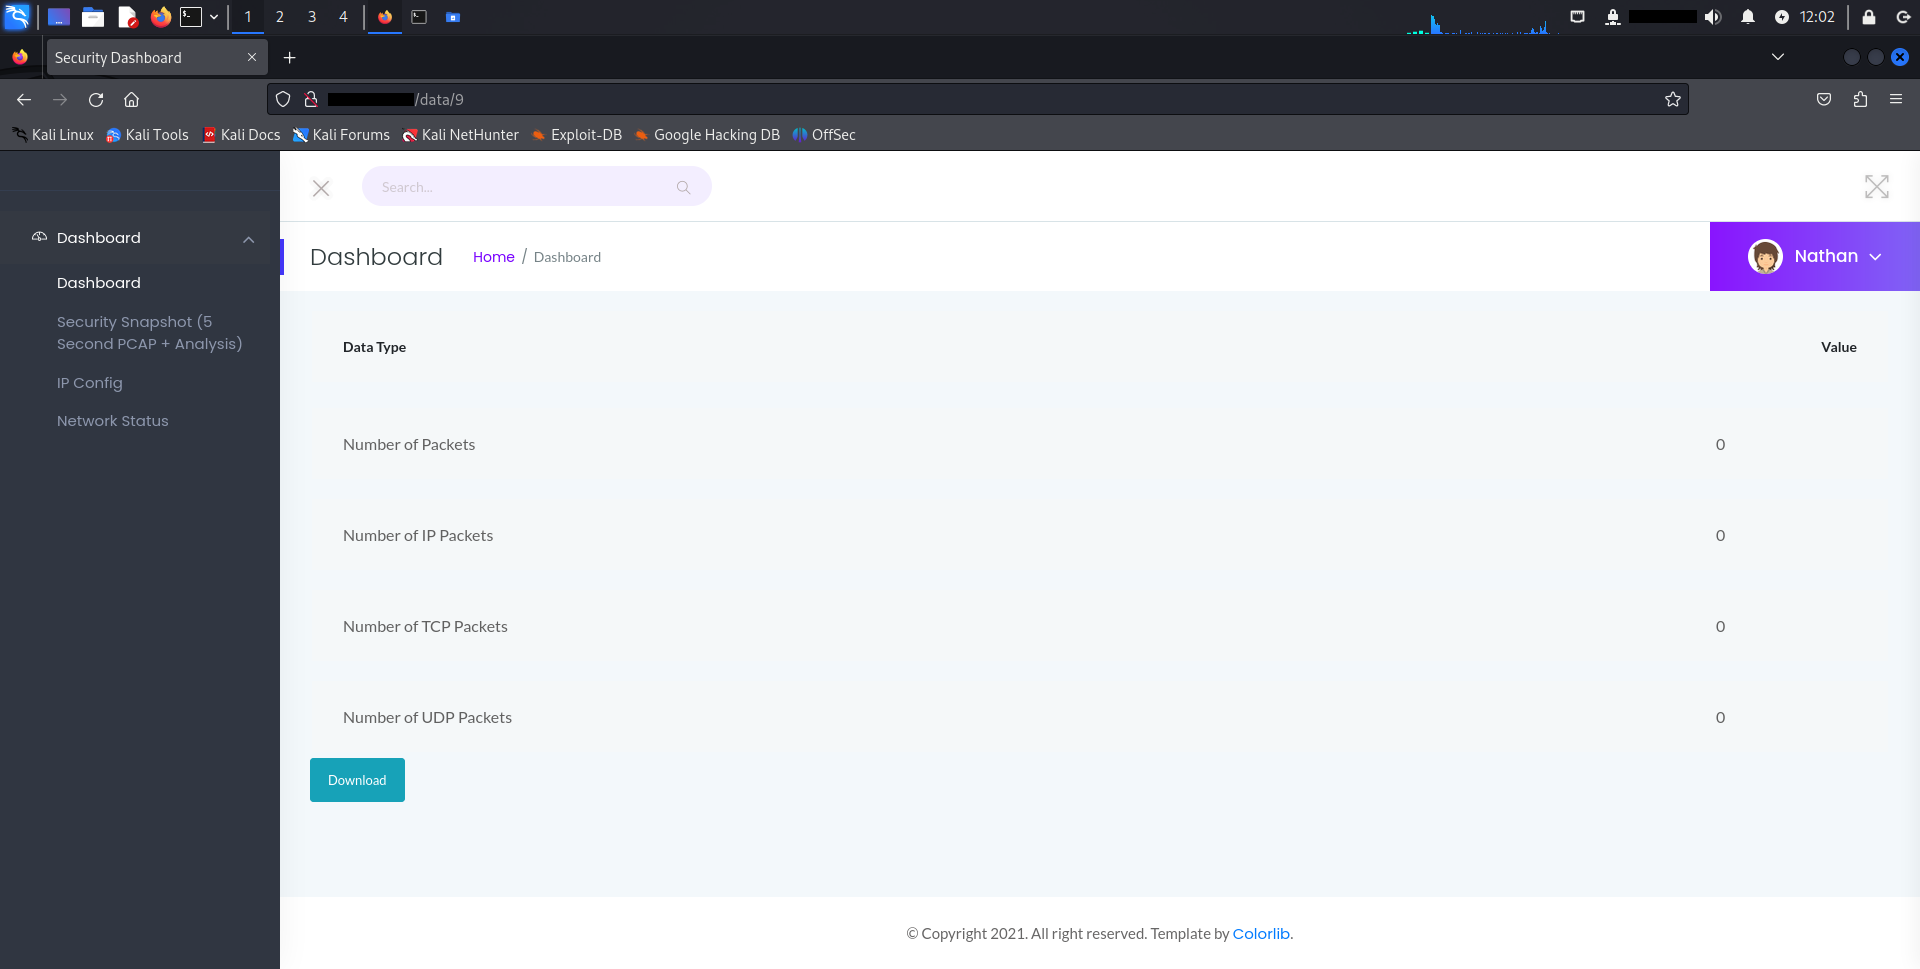 1 2 3 4 12:02
Security Dashboard
/data/9
Kali Linux Kali Tools Kali Docs Kali Forums Kali NetHunter Exploit-DB Google Hacking DB OffSec
Search...
Dashboard
Dashboard
Security Snapshot (5
Second PCAP + Analysis)
IP Config
Network Status
Dashboard Home / Dashboard Nathan
Data Type Value
Number of Packets 0
Number of IP Packets 0
Number of TCP Packets 0
Number of UDP Packets 0
Download
© Copyright 2021. All right reserved. Template by Colorlib.